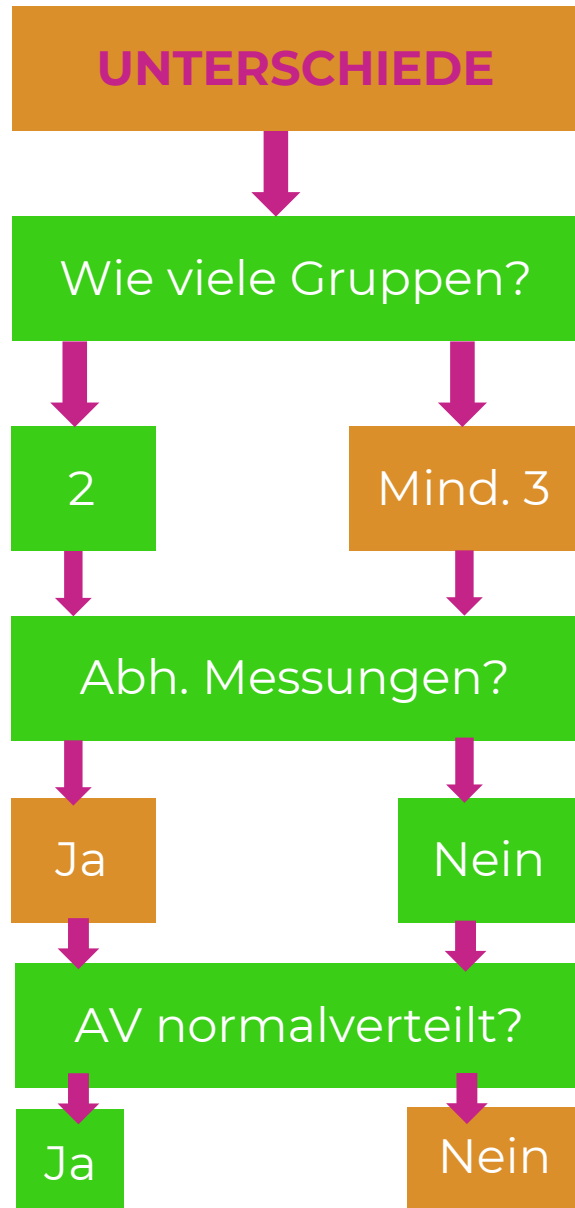 UNTERSCHIEDE
Wie viele Gruppen?
2
Mind. 3
Abh. Messungen?
Ja
Nein
AV normalverteilt?
Ja
Nein